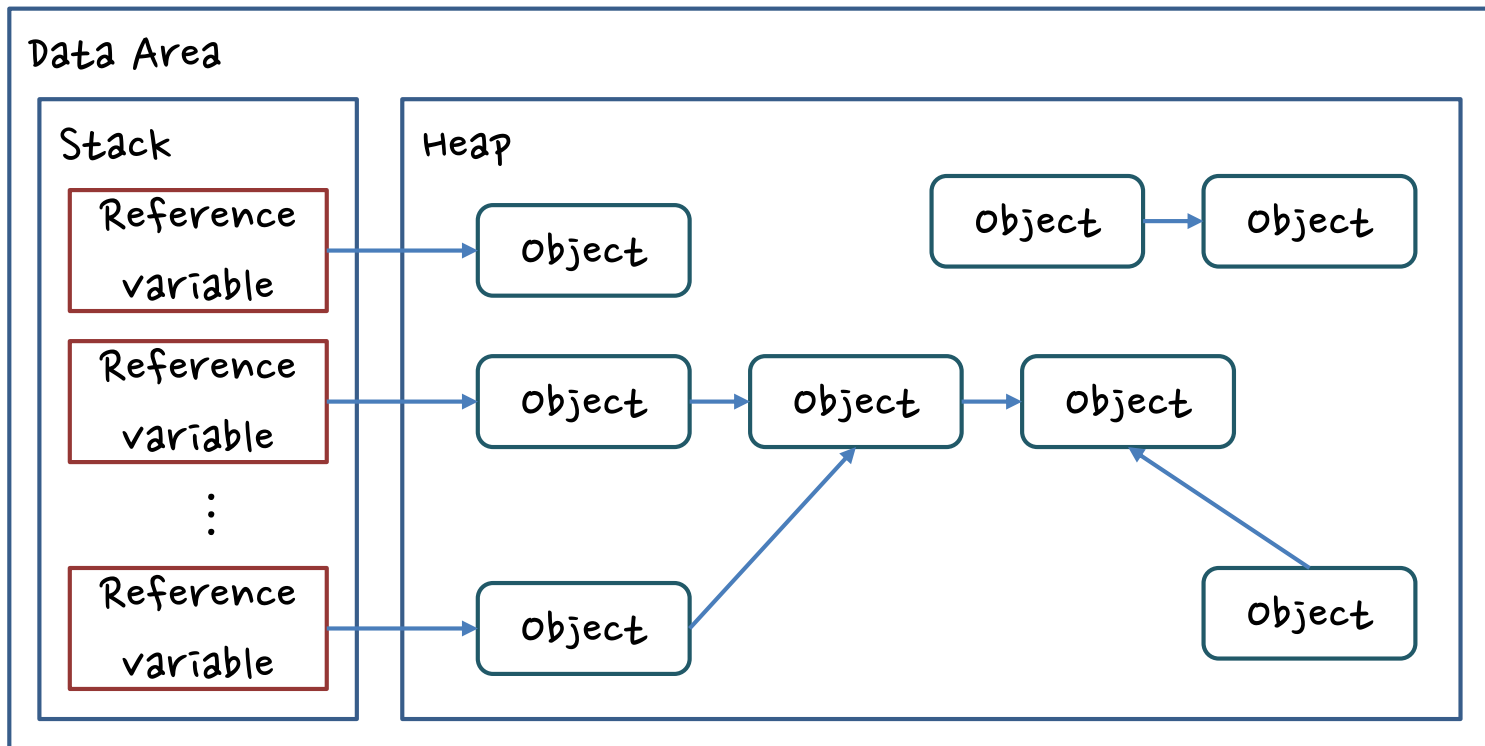 Data Area
Stack
Heap
Reference
variable
Object
Object
Object
Reference
variable
Object
Object
Object
⋮
Reference
variable
Object
Object